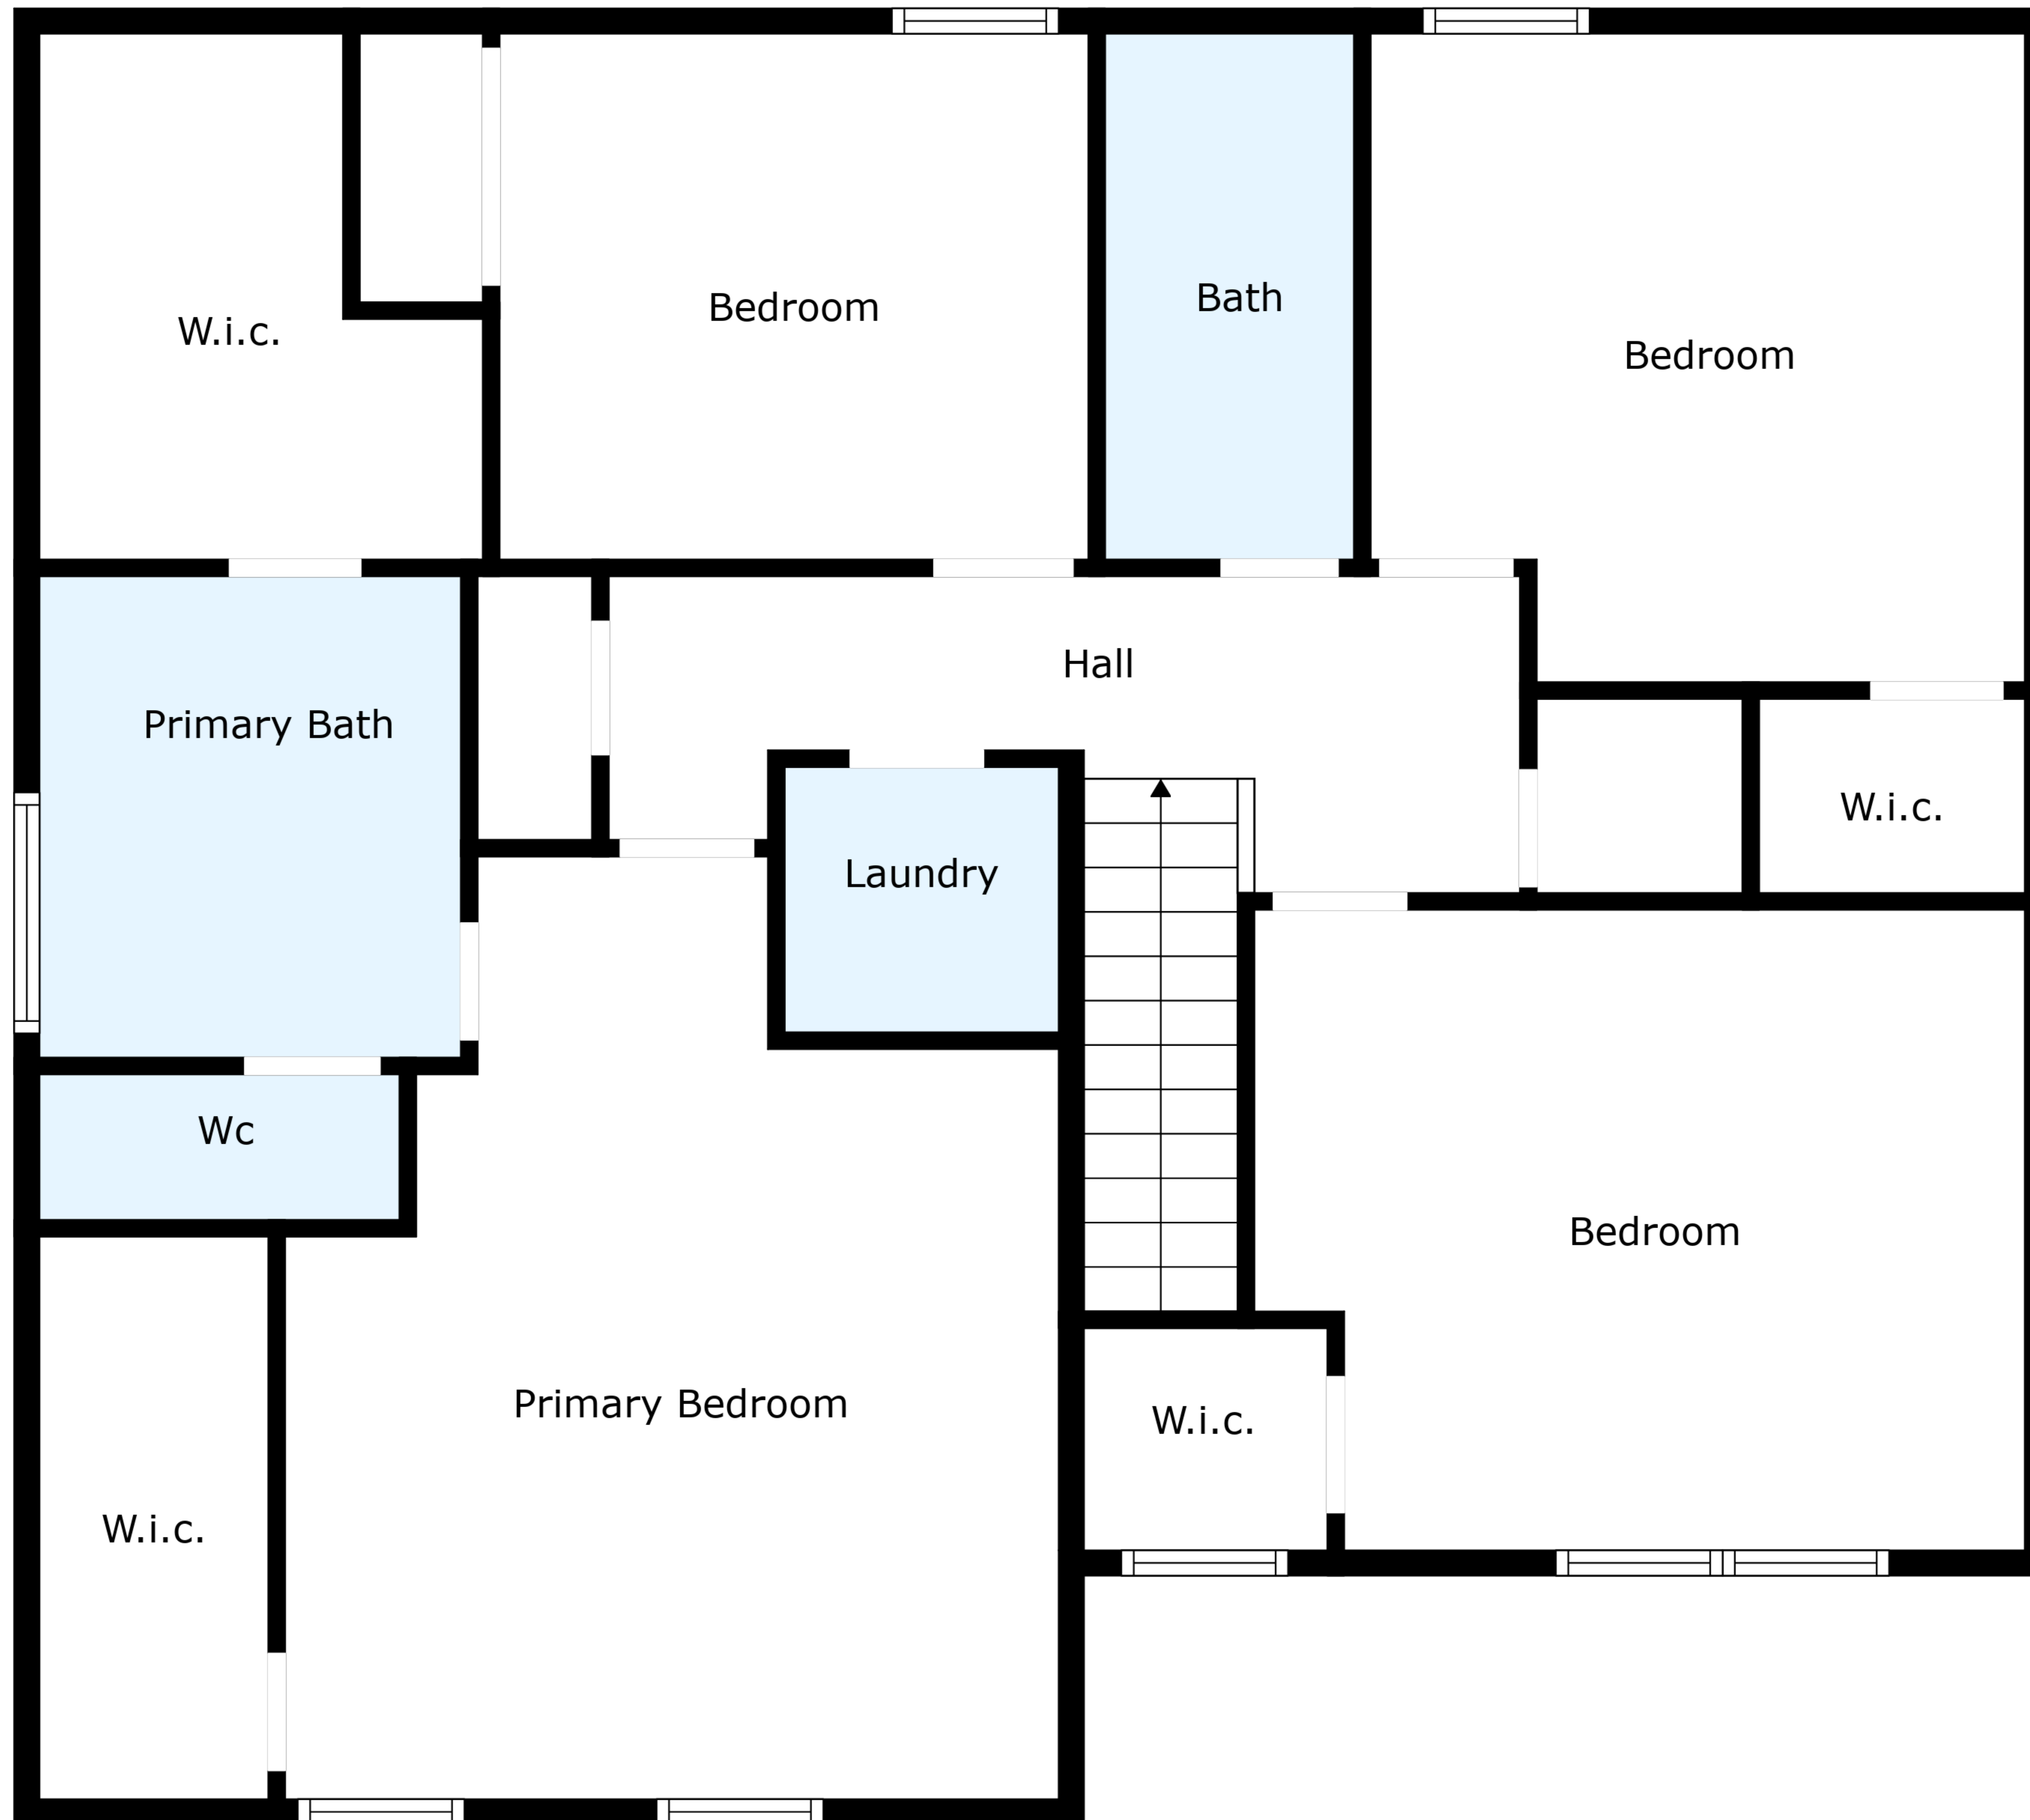 W.i.c.
Bedroom
Bath
Bedroom
Hall
Primary Bath
W.i.c.
Laundry
Wc
Bedroom
Primary Bedroom
W.i.c.
W.i.c.